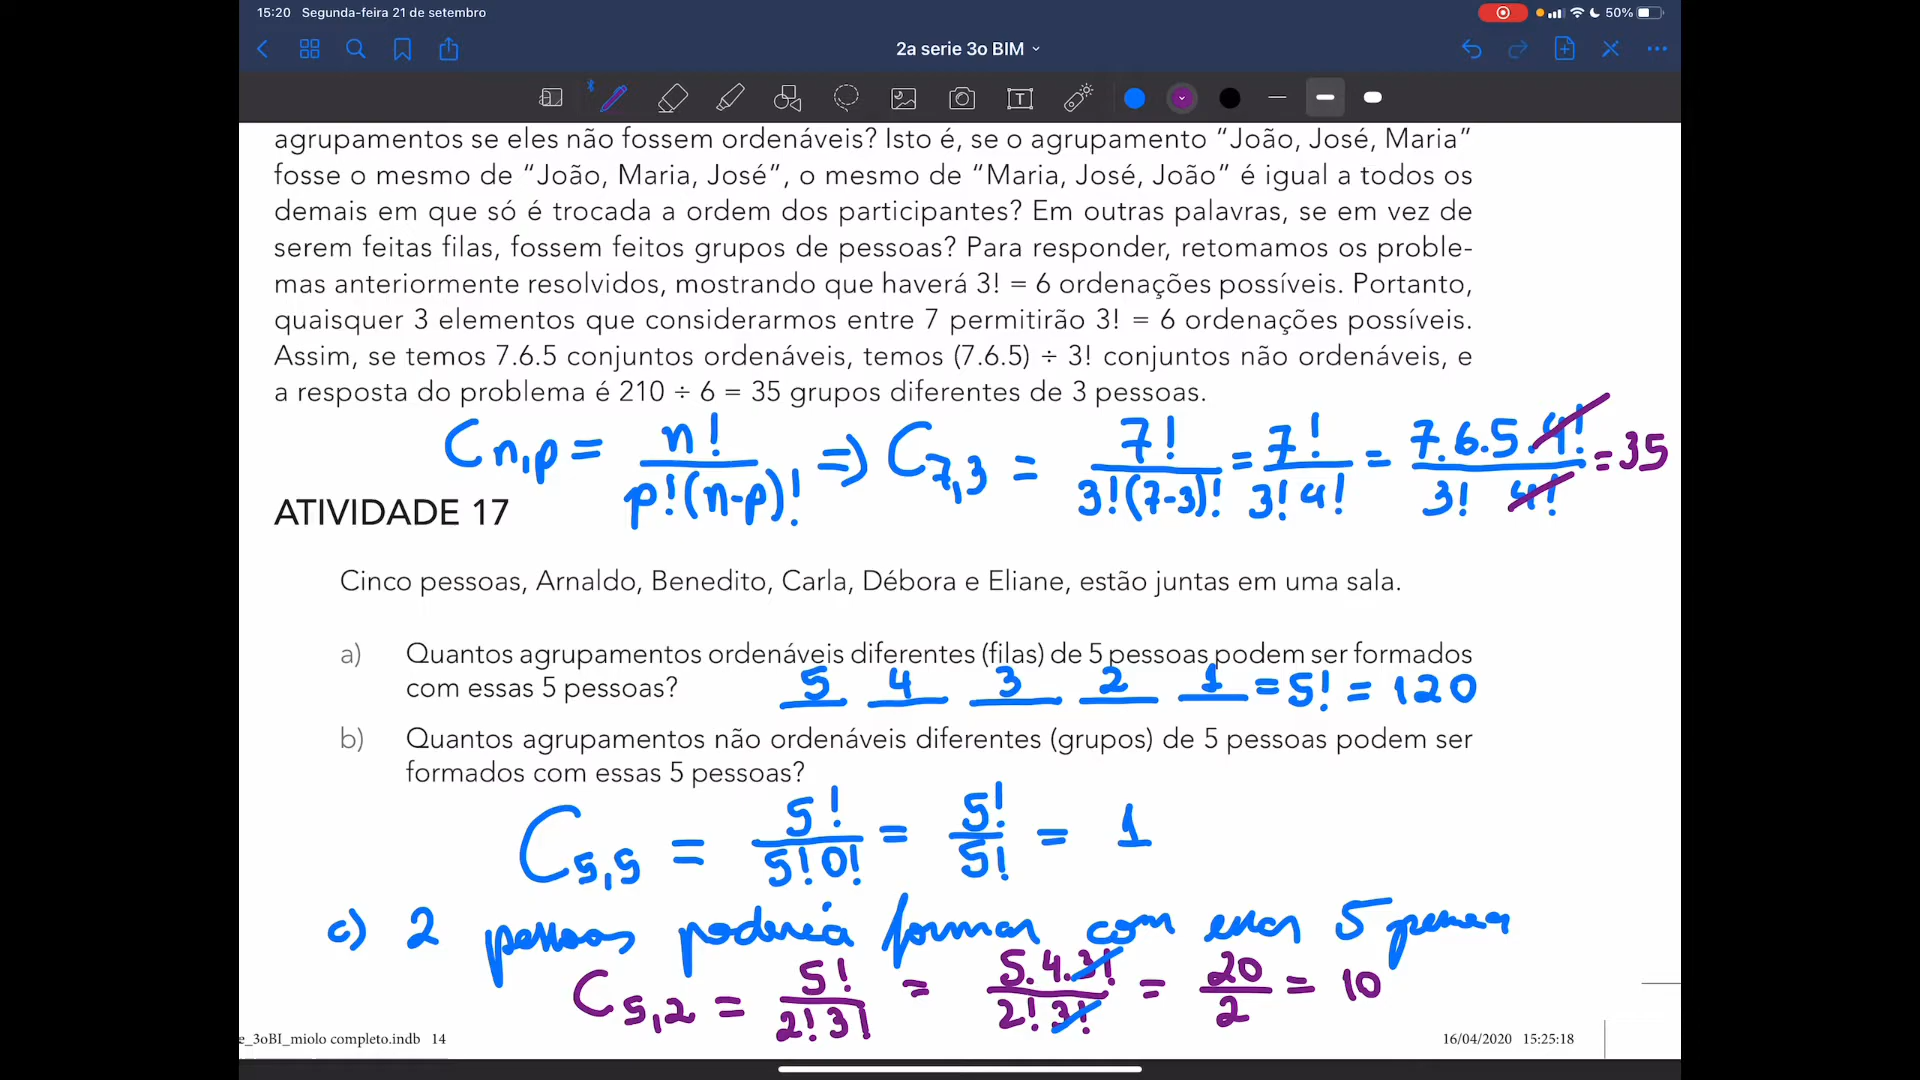 15:20 Segunda-feira 21 de setembro
50%
2a serie 3o BIM
agrupamentos se eles não fossem ordenáveis? Isto é, se o agrupamento “João, José, Maria”
fosse o mesmo de “João, Maria, José”, o mesmo de “Maria, José, João” é igual a todos os
demais em que só é trocada a ordem dos participantes? Em outras palavras, se em vez de
serem feitas filas, fossem feitos grupos de pessoas? Para responder, retomamos os proble-
mas anteriormente resolvidos, mostrando que haverá 3! = 6 ordenações possíveis. Portanto,
quaisquer 3 elementos que considerarmos entre 7 permitirão 3! = 6 ordenações possíveis.
Assim, se temos 7.6.5 conjuntos ordenáveis, temos (7.6.5) ÷ 3! conjuntos não ordenáveis, e
a resposta do problema é 210 ÷ 6 = 35 grupos diferentes de 3 pessoas.
C n,p = n! / p!(n-p)! => C 7,3 = 7! / 3!(7-3)! = 7! / 3! 4! = 7.6.5.4! / 3! 4! = 35
ATIVIDADE 17
Cinco pessoas, Arnaldo, Benedito, Carla, Débora e Eliane, estão juntas em uma sala.
a) Quantos agrupamentos ordenáveis diferentes (filas) de 5 pessoas podem ser formados
com essas 5 pessoas? 5 4 3 2 1 = 5! = 120
b) Quantos agrupamentos não ordenáveis diferentes (grupos) de 5 pessoas podem ser
formados com essas 5 pessoas?
C 5,5 = 5! / 5! 0! = 5! / 5! = 1
c) 2 pessoas poderia formar com essas 5 pessoas
C 5,2 = 5! / 2! 3! = 5.4.3! / 2! 3! = 20 / 2 = 10
e_3oBI_miolo completo.indb 14
16/04/2020 15:25:18